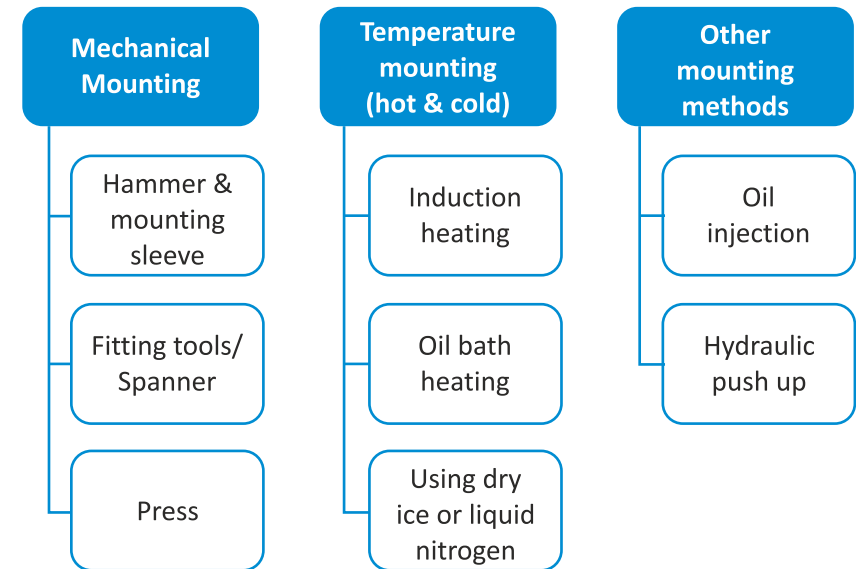 Mechanical
Mounting
Hammer &
mounting
sleeve
Fitting tools/
Spanner
Press
Temperature
mounting
(hot & cold)
Induction
heating
Oil bath
heating
Using dry
ice or liquid
nitrogen
Other
mounting
methods
Oil
injection
Hydraulic
push up